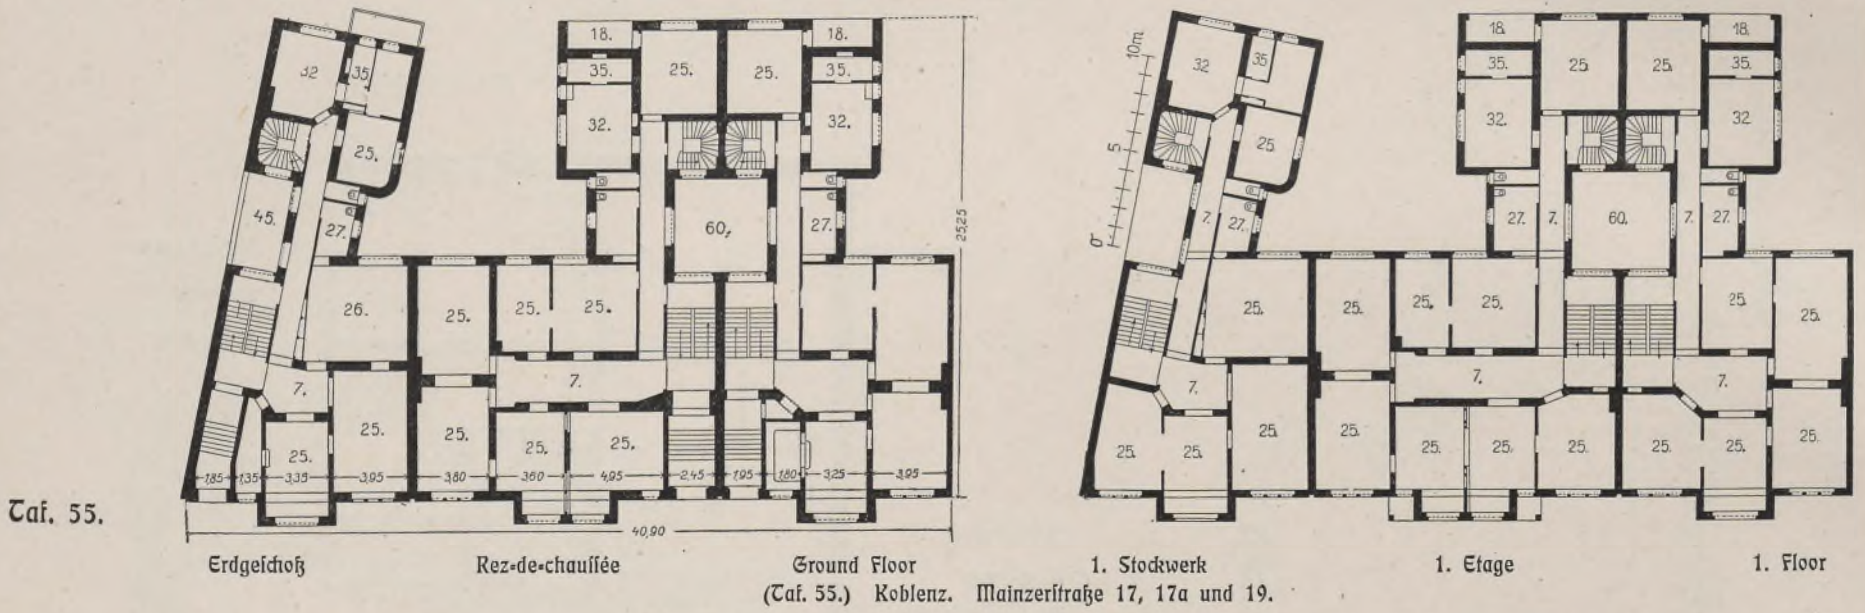 18. 18. 18. 18.
32 35. 35. 25. 25. 35. 32 35 35. 25. 25. 35.
10m
32. 32. 32. 32
25. 25.
5
45. 27. 60. 27. 7. 27. 27. 7. 60. 7. 27.
0
25,25
26. 25. 25. 25. 25. 25. 25. 25. 25. 25.
7. 7. 7. 7. 7.
25. 25. 25. 25. 25. 25. 25. 25. 25. 25. 25. 25. 25. 25. 25.
1,85 1,35 3,35 3,95 3,80 3,60 4,95 2,45 1,95 1,80 3,25 3,95
40,90
Taf. 55.
Erdgeschoß Rez-de-chaussée Ground Floor 1. Stockwerk 1. Etage 1. Floor
(Taf. 55.) Koblenz. Mainzerstraße 17, 17a und 19.